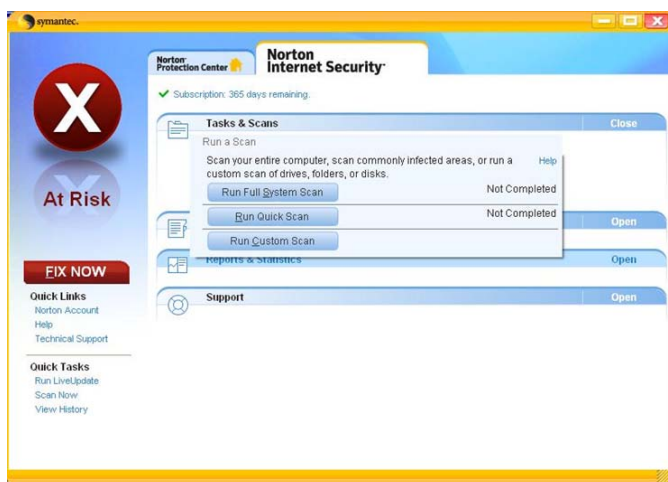 symantec.
Norton
Protection Center
Norton
Internet Security
Subscription: 365 days remaining.
X
At Risk
FIX NOW
Quick Links
Norton Account
Help
Technical Support
Quick Tasks
Run LiveUpdate
Scan Now
View History
Tasks & Scans Close
Run a Scan
Scan your entire computer, scan commonly infected areas, or run a Help
custom scan of drives, folders, or disks.
Run Full System Scan Not Completed
Run Quick Scan Not Completed
Run Custom Scan
Open
Reports & Statistics Open
Support Open